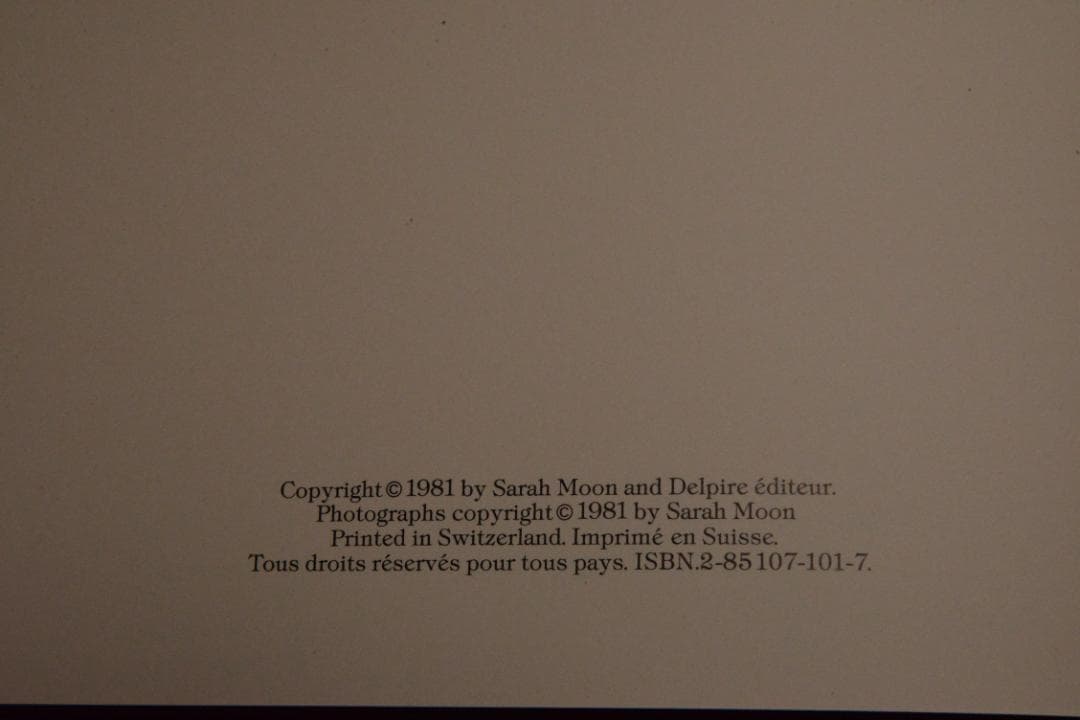 Copyright © 1981 by Sarah Moon and Delpire éditeur.
Photographs copyright © 1981 by Sarah Moon
Printed in Switzerland. Imprimé en Suisse.
Tous droits réservés pour tous pays. ISBN.2-85107-101-7.